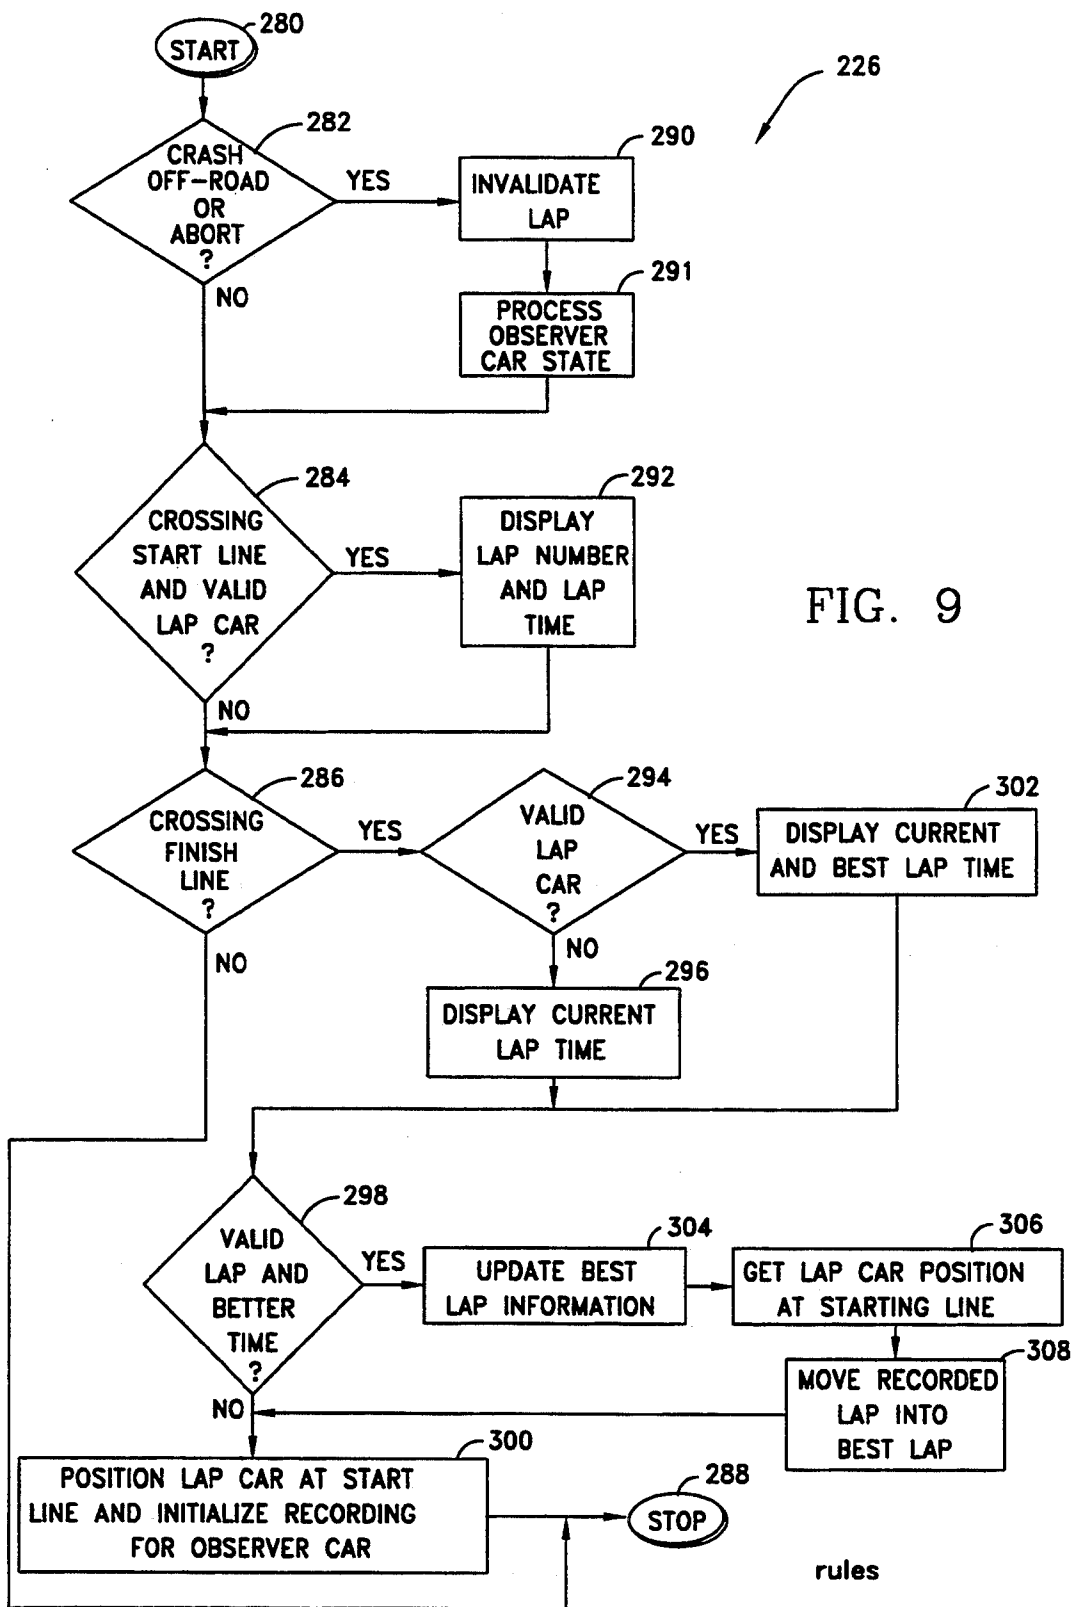 START
280
226
282
CRASH
OFF-ROAD
OR
ABORT
?
YES
290
INVALIDATE
LAP
NO
291
PROCESS
OBSERVER
CAR STATE
284
CROSSING
START LINE
AND VALID
LAP CAR
?
YES
292
DISPLAY
LAP NUMBER
AND LAP
TIME
FIG. 9
NO
286
CROSSING
FINISH
LINE
?
YES
294
VALID
LAP
CAR
?
YES
302
DISPLAY CURRENT
AND BEST LAP TIME
NO
NO
296
DISPLAY CURRENT
LAP TIME
298
VALID
LAP AND
BETTER
TIME
?
YES
304
UPDATE BEST
LAP INFORMATION
306
GET LAP CAR POSITION
AT STARTING LINE
308
MOVE RECORDED
LAP INTO
BEST LAP
NO
300
POSITION LAP CAR AT START
LINE AND INITIALIZE RECORDING
FOR OBSERVER CAR
288
STOP
rules